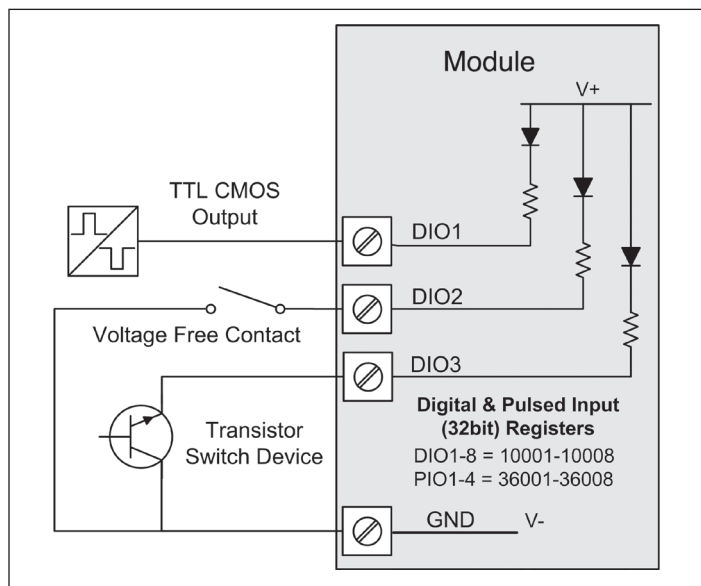 Module
V+
TTL CMOS
Output
DIO1
DIO2
Voltage Free Contact
DIO3
Transistor
Switch Device
Digital & Pulsed Input
(32bit) Registers
DIO1-8 = 10001-10008
PIO1-4 = 36001-36008
GND
V-